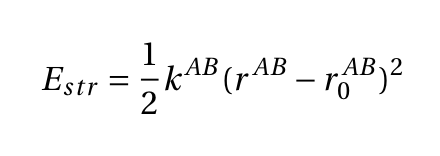 $E_{str} = \frac{1}{2} k^{AB} (r^{AB} - r_0^{AB})^2$